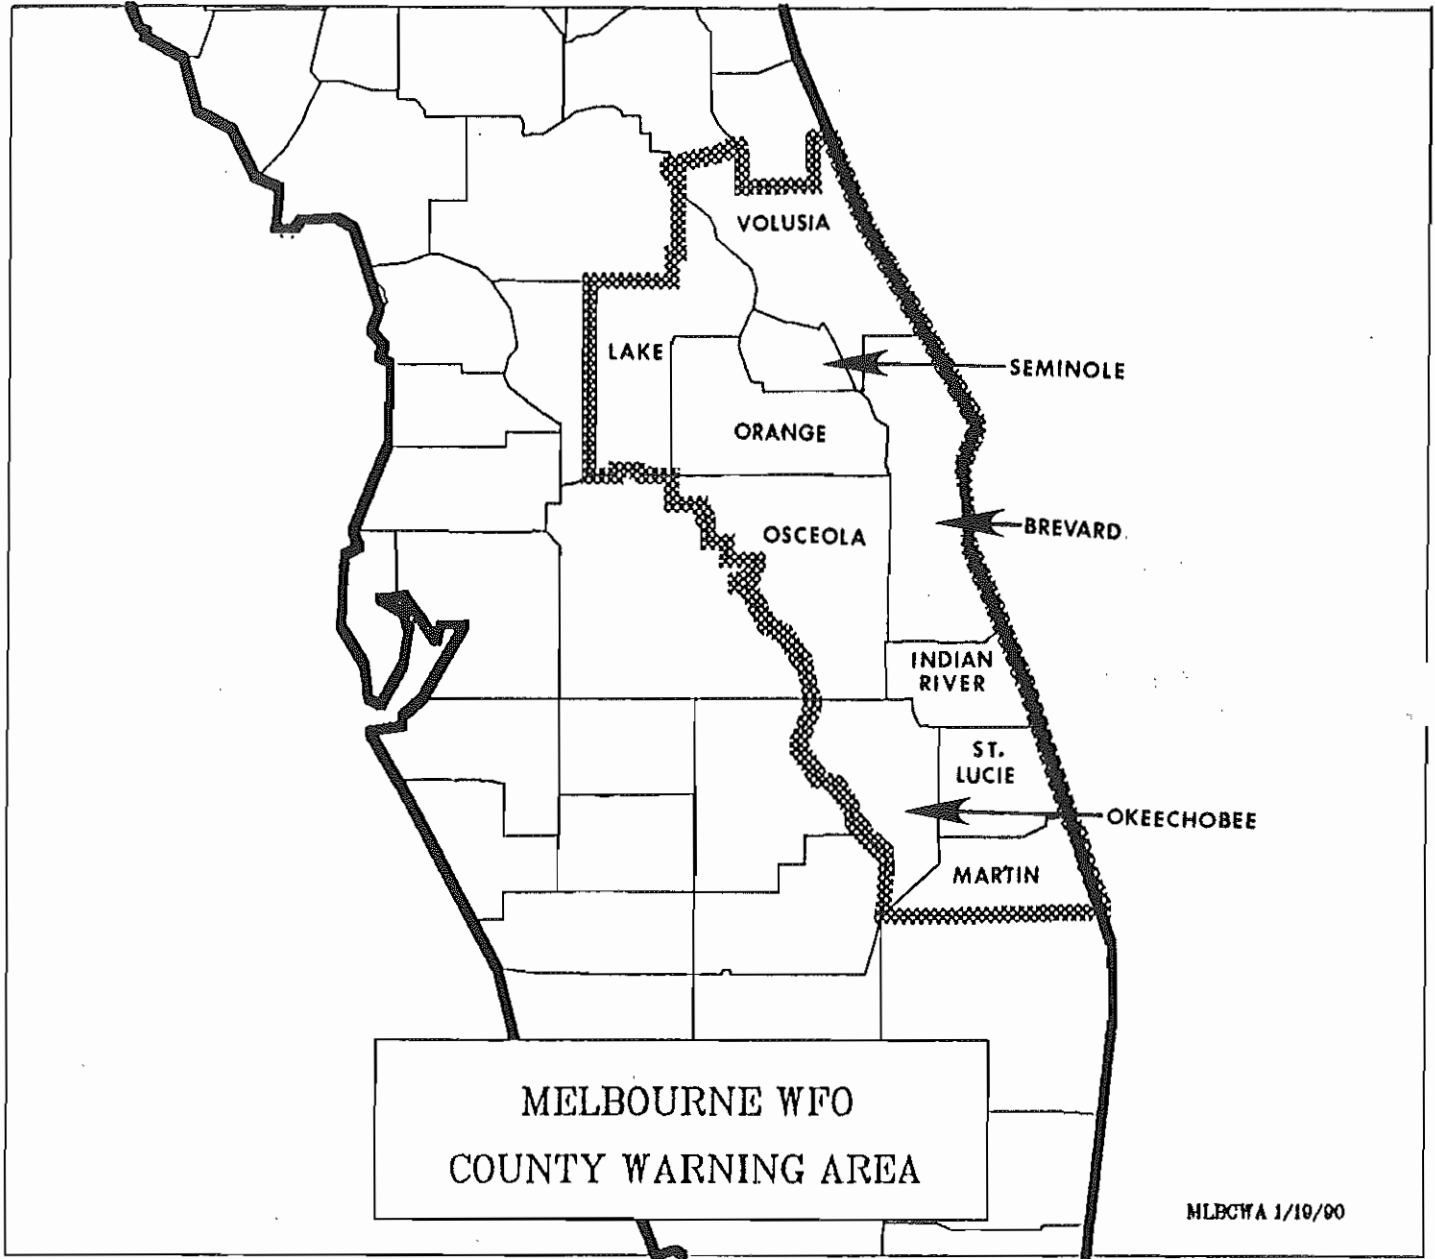 VOLUSIA
LAKE
SEMINOLE
ORANGE
OSCEOLA
BREVARD
INDIAN
RIVER
ST.
LUCIE
OKEECHOBEE
MARTIN
MELBOURNE WFO
COUNTY WARNING AREA
MLBCWA 1/19/90